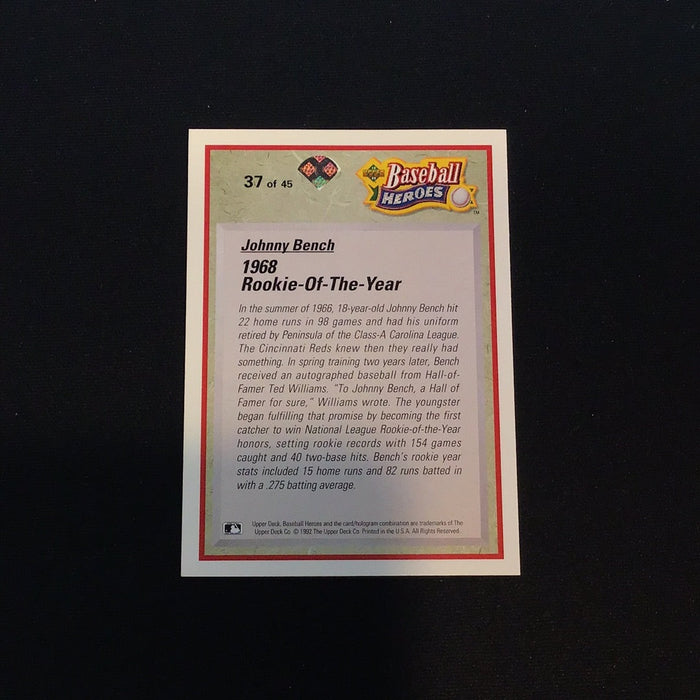 37 of 45
Baseball
HEROES
TM
Johnny Bench
1968
Rookie-Of-The-Year
In the summer of 1966, 18-year-old Johnny Bench hit
22 home runs in 98 games and had his uniform
retired by Peninsula of the Class-A Carolina League.
The Cincinnati Reds knew then they really had
something. In spring training two years later, Bench
received an autographed baseball from Hall-of-
Famer Ted Williams. "To Johnny Bench, a Hall of
Famer for sure," Williams wrote. The youngster
began fulfilling that promise by becoming the first
catcher to win National League Rookie-of-the-Year
honors, setting rookie records with 154 games
caught and 40 two-base hits. Bench's rookie year
stats included 15 home runs and 82 runs batted in
with a .275 batting average.
Upper Deck, Baseball Heroes and the card/hologram combination are trademarks of The
Upper Deck Co. © 1992 The Upper Deck Co. Printed in the U.S.A. All Rights Reserved.